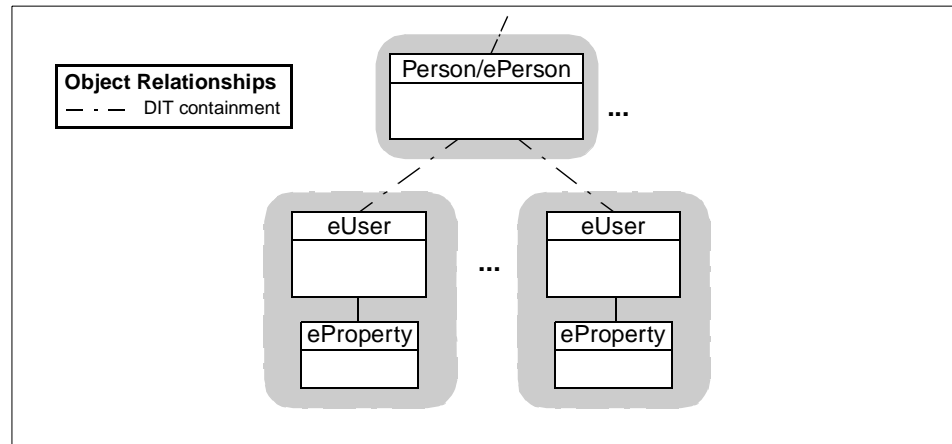 Person/ePerson
Object Relationships
DIT containment
...
eUser
eUser
...
eProperty
eProperty